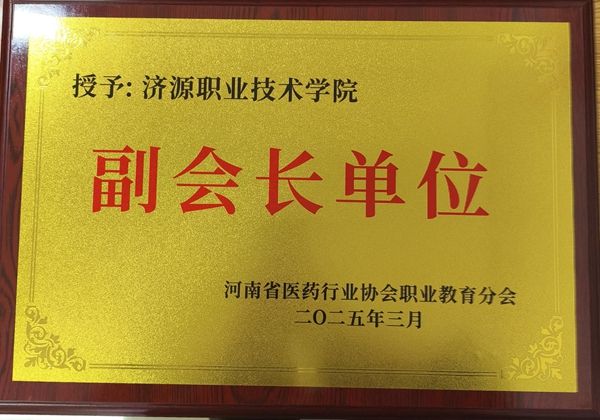 授予: 济源职业技术学院
副会长单位
河南省医药行业协会职业教育分会
二〇二五年三月